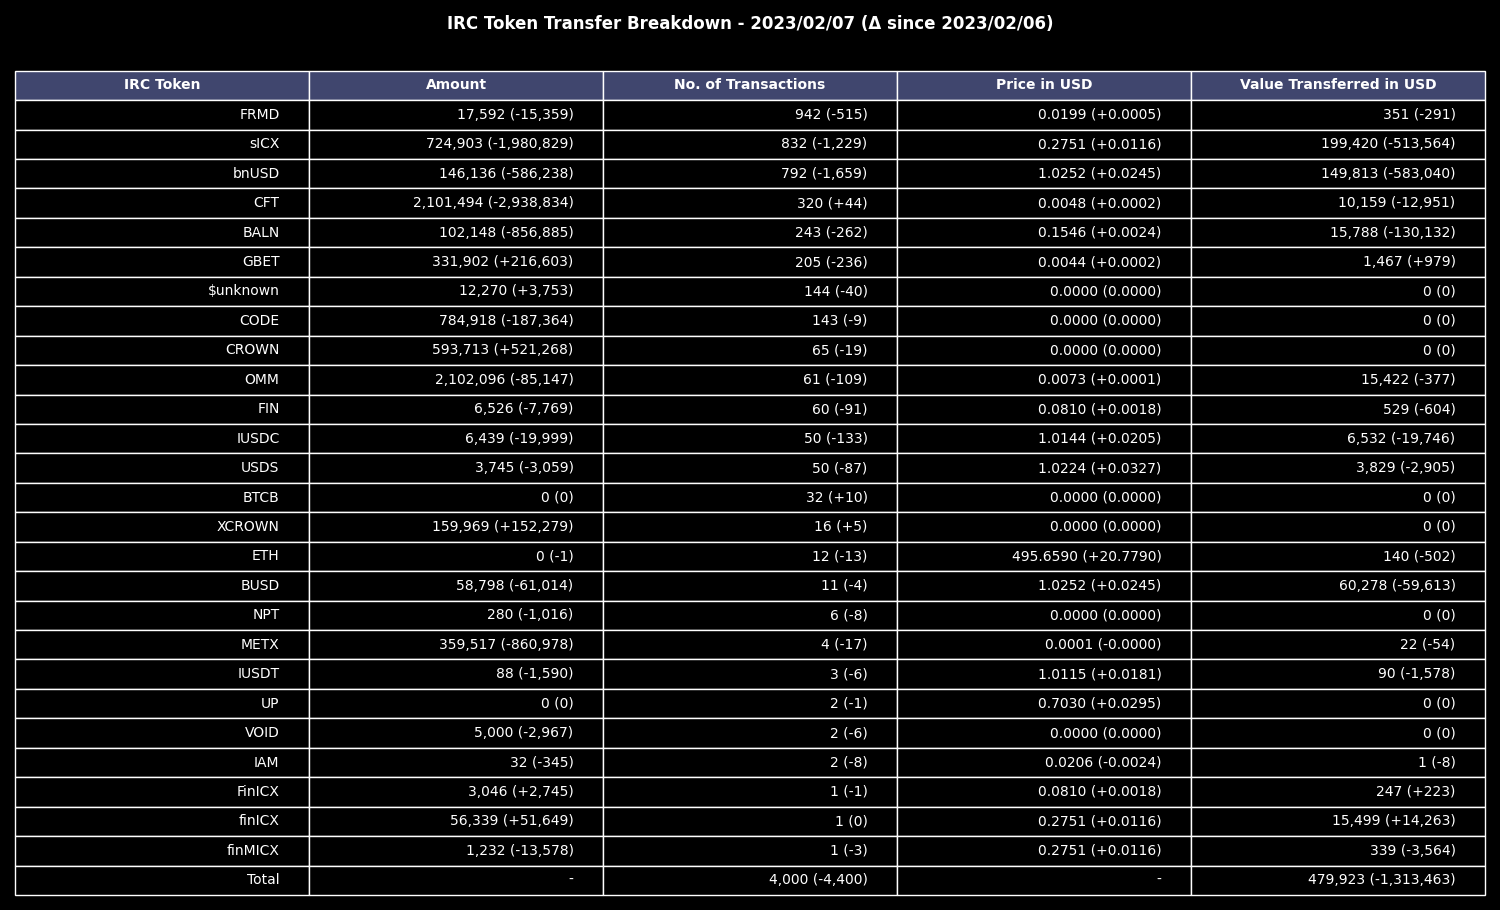 IRC Token Transfer Breakdown - 2023/02/07 (Δ since 2023/02/06)
IRC Token Amount No. of Transactions Price in USD Value Transferred in USD
FRMD 17,592 (-15,359) 942 (-515) 0.0199 (+0.0005) 351 (-291)
sICX 724,903 (-1,980,829) 832 (-1,229) 0.2751 (+0.0116) 199,420 (-513,564)
bnUSD 146,136 (-586,238) 792 (-1,659) 1.0252 (+0.0245) 149,813 (-583,040)
CFT 2,101,494 (-2,938,834) 320 (+44) 0.0048 (+0.0002) 10,159 (-12,951)
BALN 102,148 (-856,885) 243 (-262) 0.1546 (+0.0024) 15,788 (-130,132)
GBET 331,902 (+216,603) 205 (-236) 0.0044 (+0.0002) 1,467 (+979)
$unknown 12,270 (+3,753) 144 (-40) 0.0000 (0.0000) 0 (0)
CODE 784,918 (-187,364) 143 (-9) 0.0000 (0.0000) 0 (0)
CROWN 593,713 (+521,268) 65 (-19) 0.0000 (0.0000) 0 (0)
OMM 2,102,096 (-85,147) 61 (-109) 0.0073 (+0.0001) 15,422 (-377)
FIN 6,526 (-7,769) 60 (-91) 0.0810 (+0.0018) 529 (-604)
IUSDC 6,439 (-19,999) 50 (-133) 1.0144 (+0.0205) 6,532 (-19,746)
USDS 3,745 (-3,059) 50 (-87) 1.0224 (+0.0327) 3,829 (-2,905)
BTCB 0 (0) 32 (+10) 0.0000 (0.0000) 0 (0)
XCROWN 159,969 (+152,279) 16 (+5) 0.0000 (0.0000) 0 (0)
ETH 0 (-1) 12 (-13) 495.6590 (+20.7790) 140 (-502)
BUSD 58,798 (-61,014) 11 (-4) 1.0252 (+0.0245) 60,278 (-59,613)
NPT 280 (-1,016) 6 (-8) 0.0000 (0.0000) 0 (0)
METX 359,517 (-860,978) 4 (-17) 0.0001 (-0.0000) 22 (-54)
IUSDT 88 (-1,590) 3 (-6) 1.0115 (+0.0181) 90 (-1,578)
UP 0 (0) 2 (-1) 0.7030 (+0.0295) 0 (0)
VOID 5,000 (-2,967) 2 (-6) 0.0000 (0.0000) 0 (0)
IAM 32 (-345) 2 (-8) 0.0206 (-0.0024) 1 (-8)
FinICX 3,046 (+2,745) 1 (-1) 0.0810 (+0.0018) 247 (+223)
finICX 56,339 (+51,649) 1 (0) 0.2751 (+0.0116) 15,499 (+14,263)
finMICX 1,232 (-13,578) 1 (-3) 0.2751 (+0.0116) 339 (-3,564)
Total - 4,000 (-4,400) - 479,923 (-1,313,463)